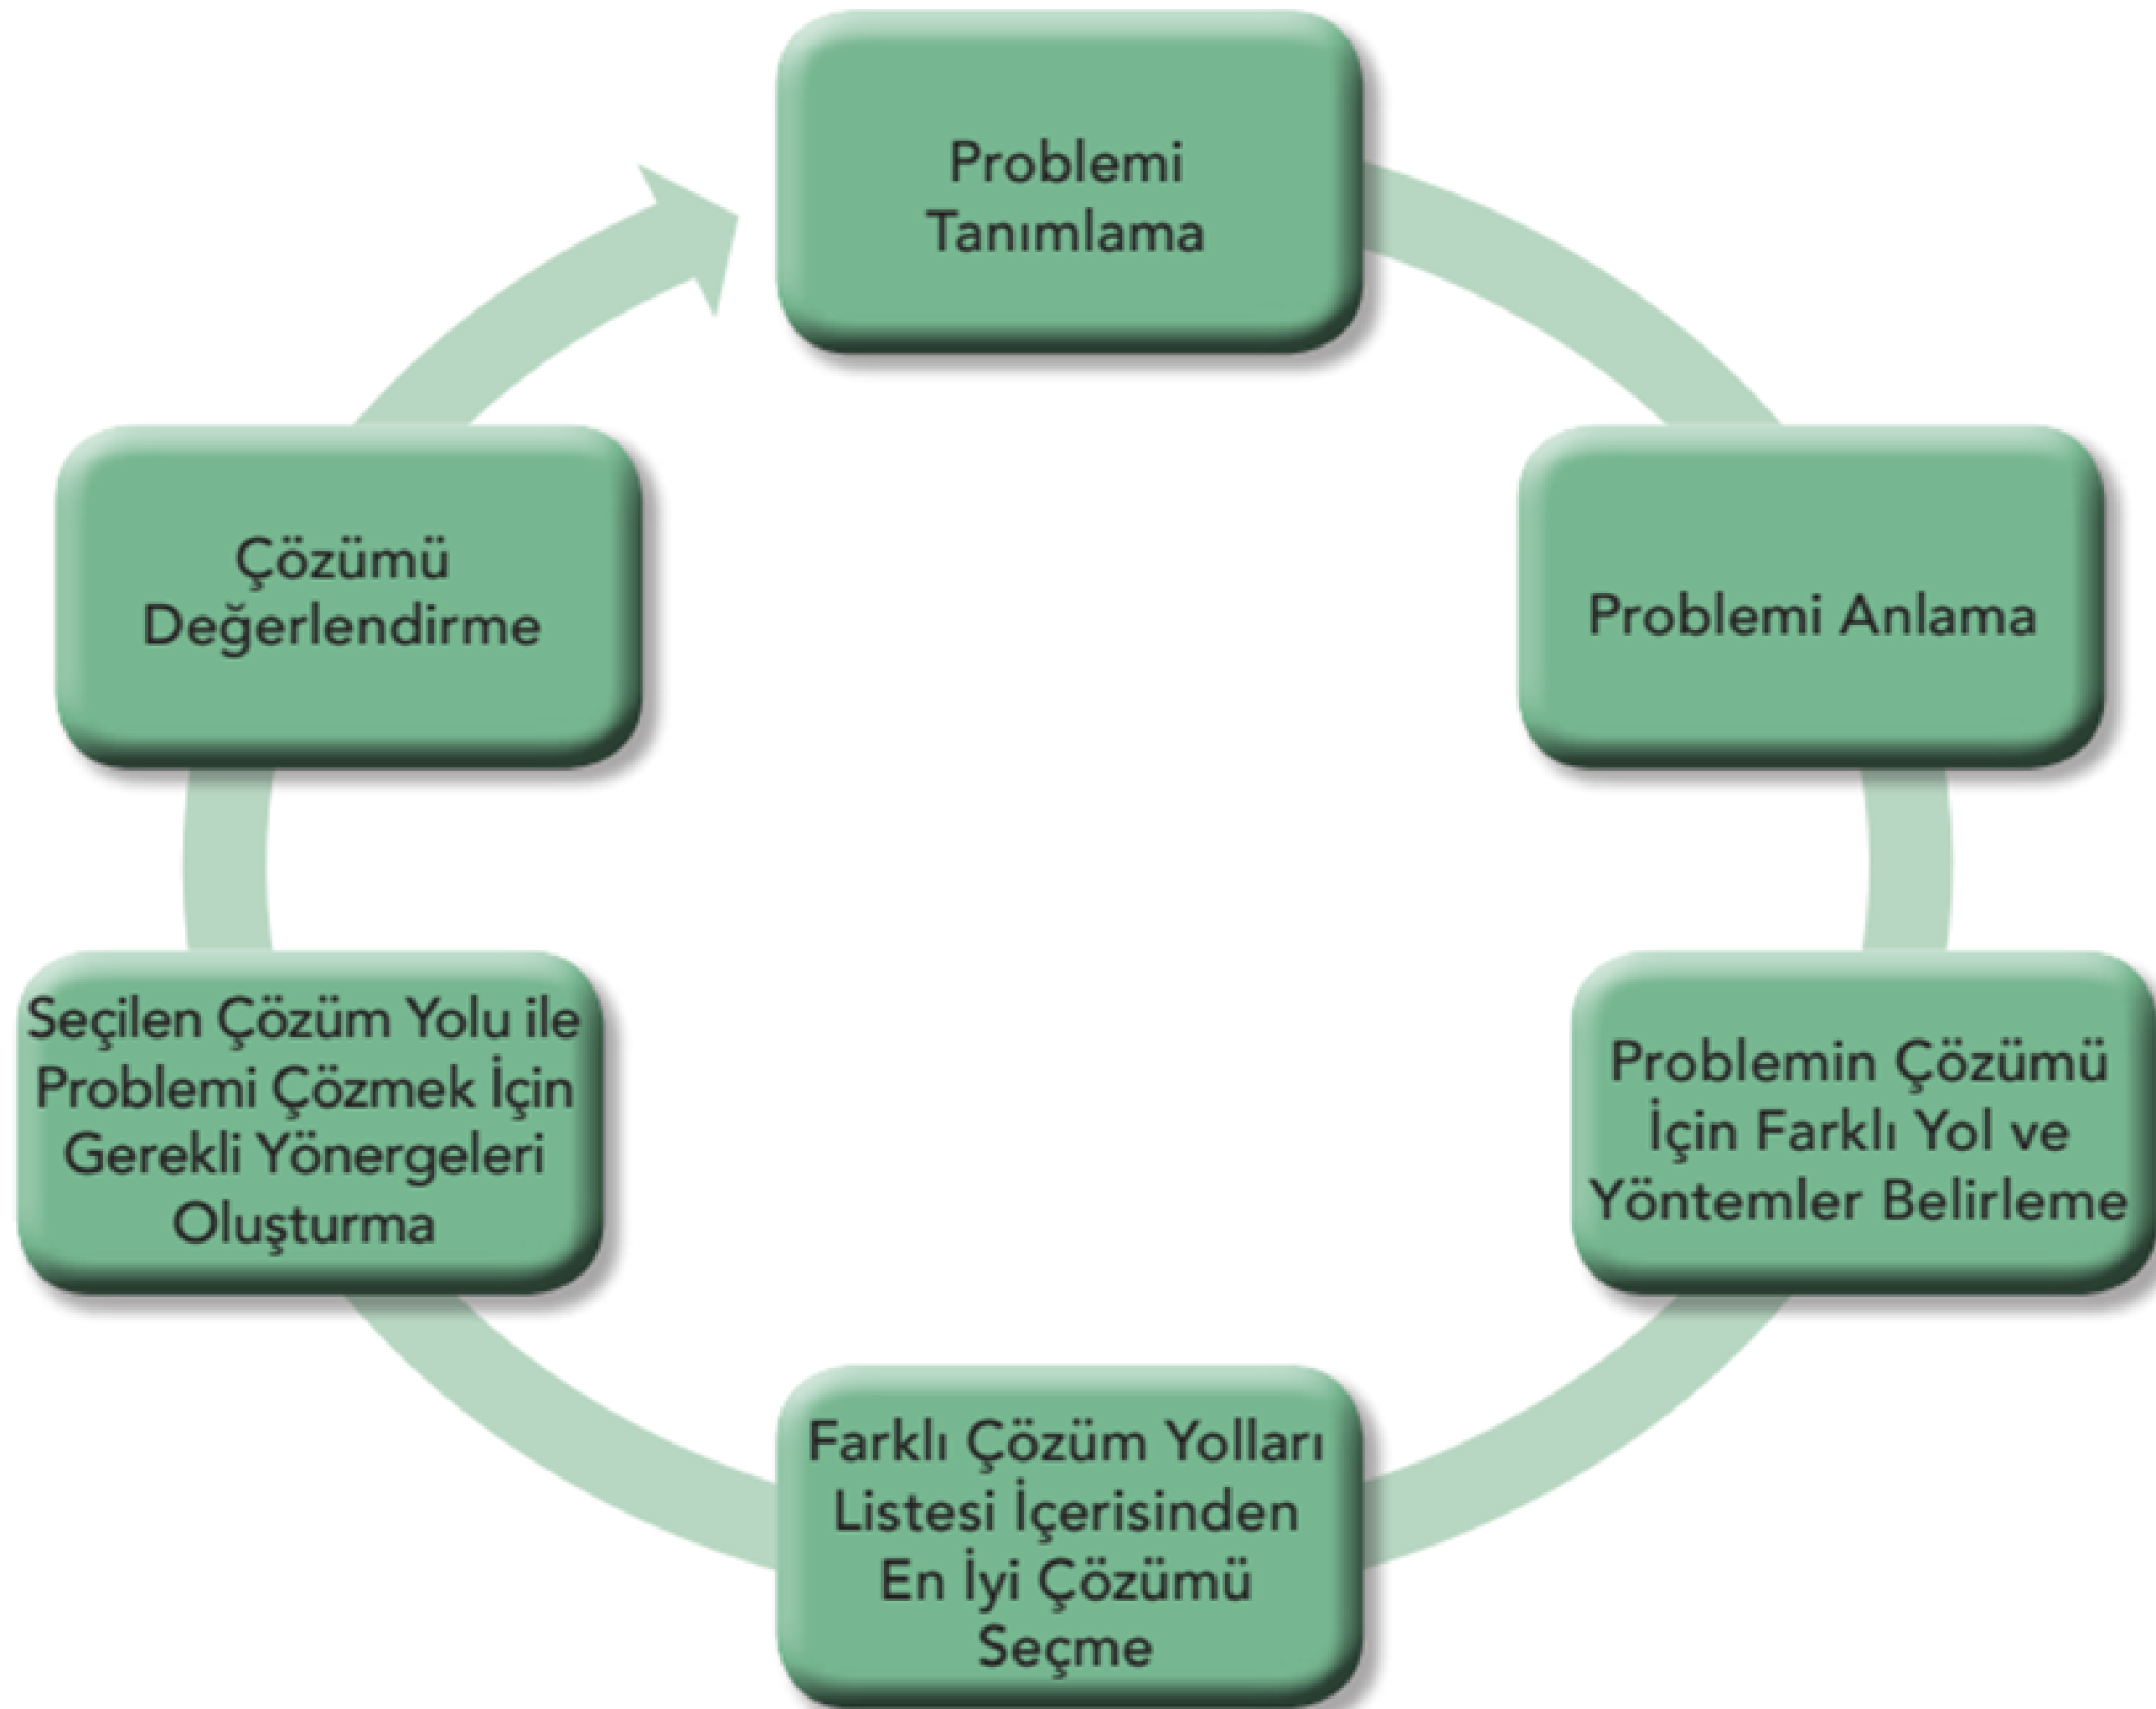 Problemi
Tanımlama
Problemi Anlama
Problemin Çözümü
İçin Farklı Yol ve
Yöntemler Belirleme
Farklı Çözüm Yolları
Listesi İçerisinden
En İyi Çözümü
Seçme
Seçilen Çözüm Yolu ile
Problemi Çözmek İçin
Gerekli Yönergeleri
Oluşturma
Çözümü
Değerlendirme